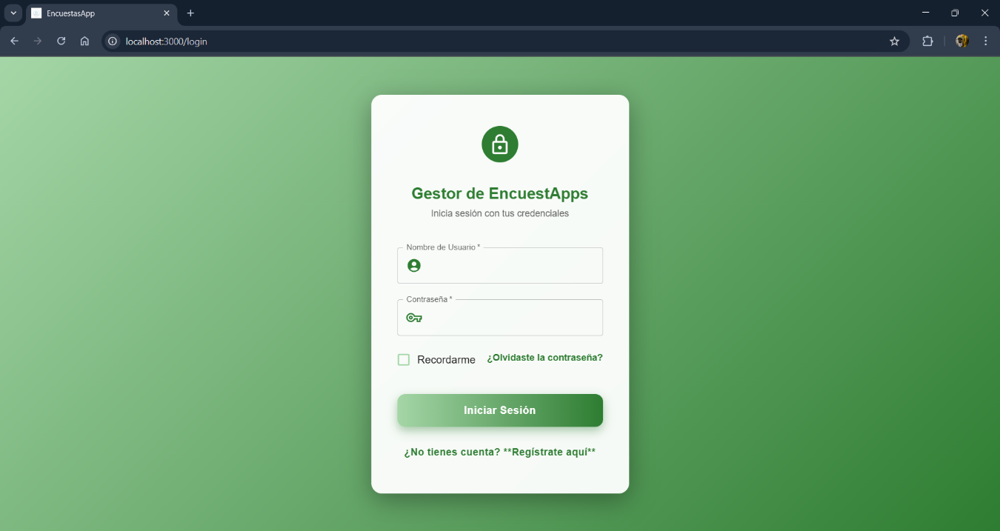 EncuestasApp
localhost:3000/login
Gestor de EncuestApps
Inicia sesión con tus credenciales
Nombre de Usuario *
Contraseña *
Recordarme ¿Olvidaste la contraseña?
Iniciar Sesión
¿No tienes cuenta? **Regístrate aquí**